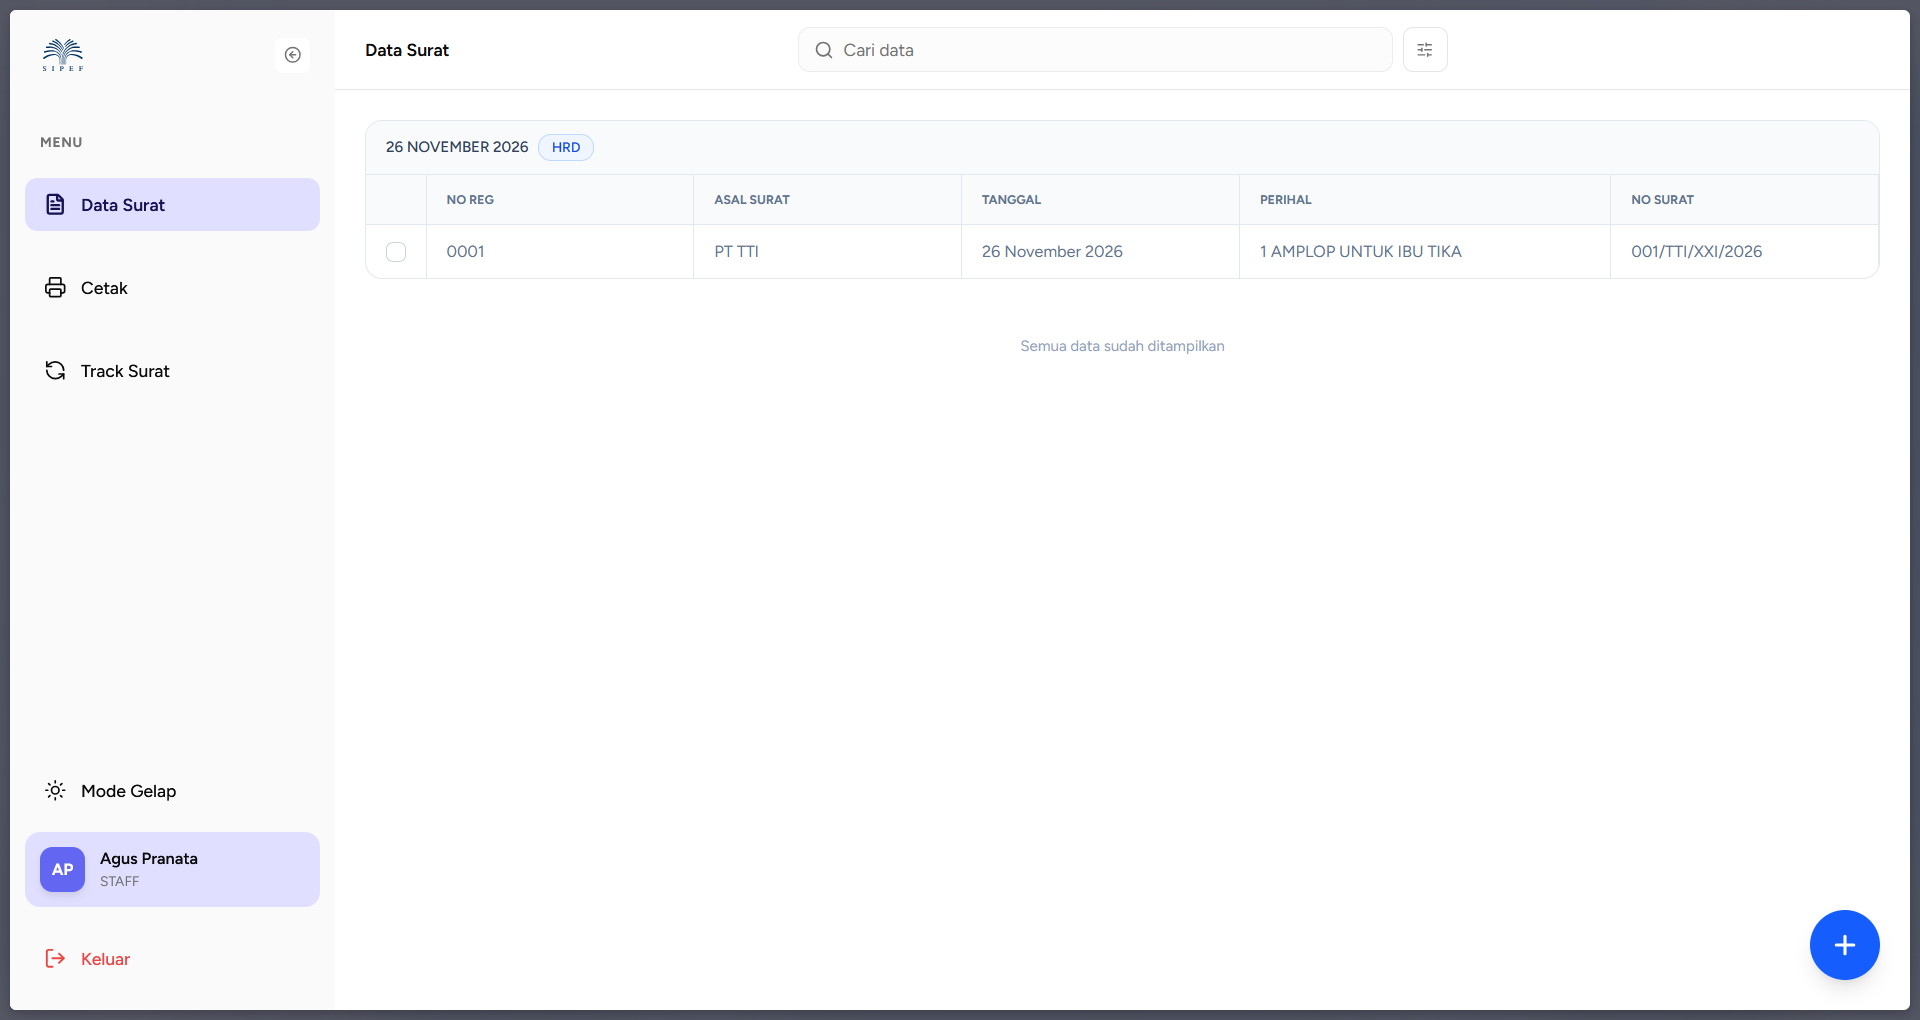 SIPEF
Data Surat
Cari data
MENU
Data Surat
Cetak
Track Surat
26 NOVEMBER 2026 HRD
NO REG ASAL SURAT TANGGAL PERIHAL NO SURAT
0001 PT TTI 26 November 2026 1 AMPLOP UNTUK IBU TIKA 001/TTI/XXI/2026
Semua data sudah ditampilkan
Mode Gelap
AP
Agus Pranata
STAFF
Keluar